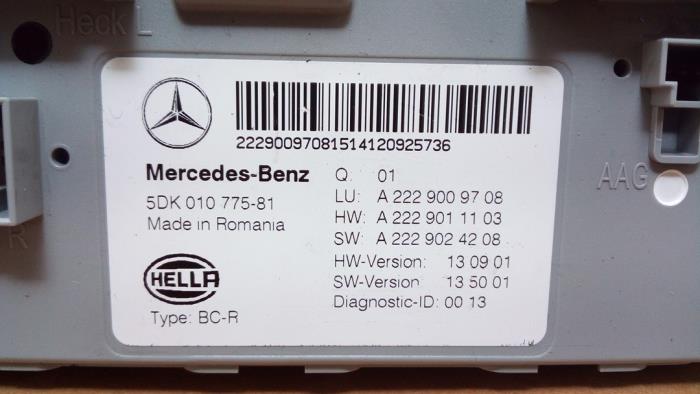 Heck L
22290097081514120925736
Mercedes-Benz
5DK 010 775-81
Made in Romania
Q: 01
LU: A 222 900 97 08
HW: A 222 901 11 03
SW: A 222 902 42 08
HW-Version: 13 09 01
SW-Version: 13 50 01
Diagnostic-ID: 00 13
HELLA
Type: BC-R
AAG
R